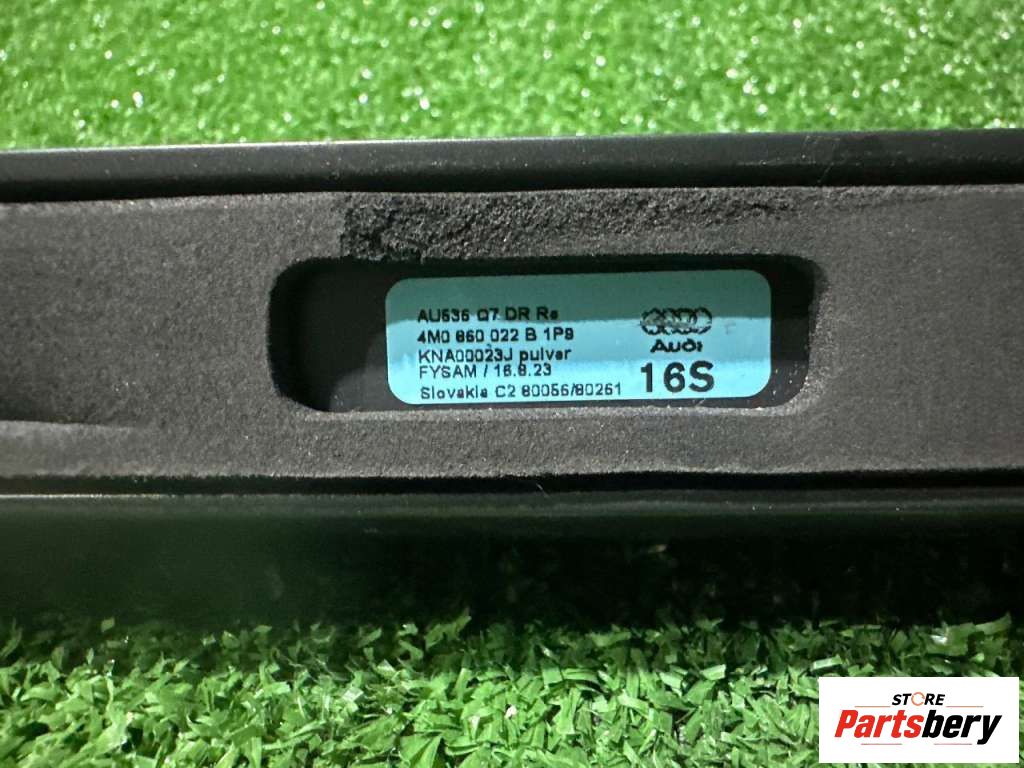 AU536 Q7 DR Re
4M0 860 022 B 1P9
KNA00023J pulver
FYSAM / 16.8.23
Slovakia C2 80056/80261
Audi
16S
STORE
Partsbery